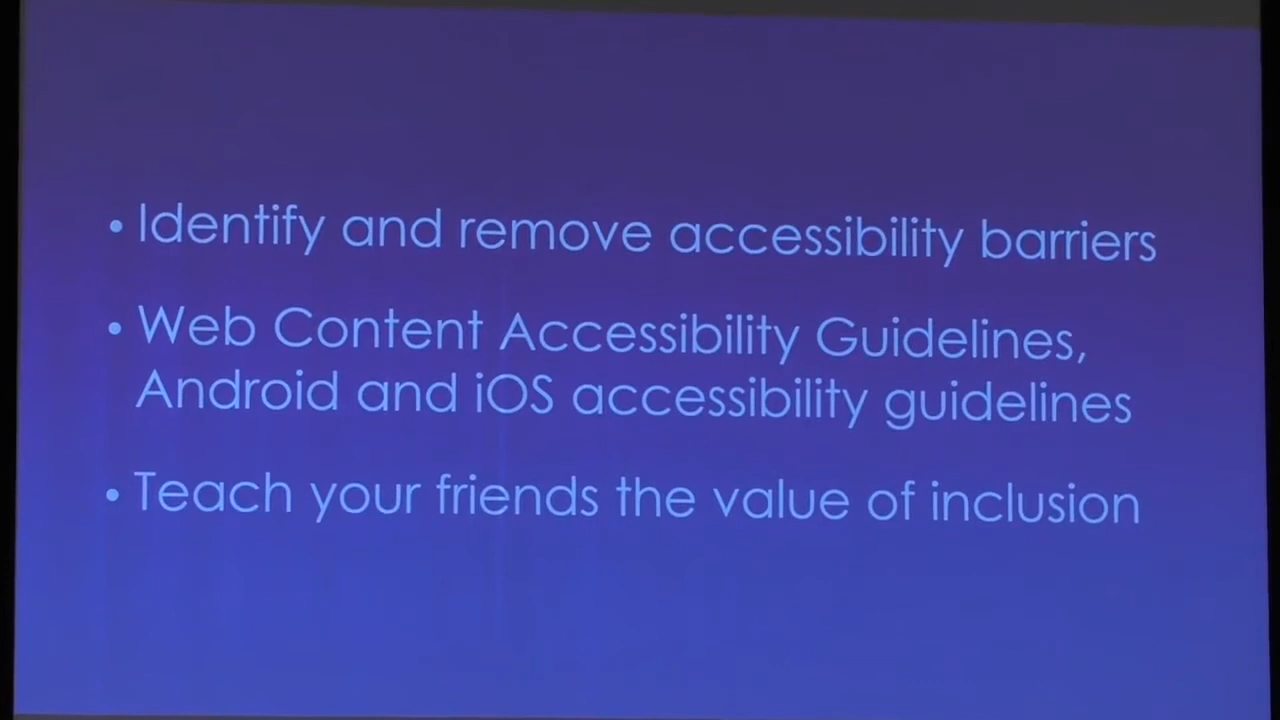 • Identify and remove accessibility barriers
• Web Content Accessibility Guidelines,
Android and iOS accessibility guidelines
• Teach your friends the value of inclusion